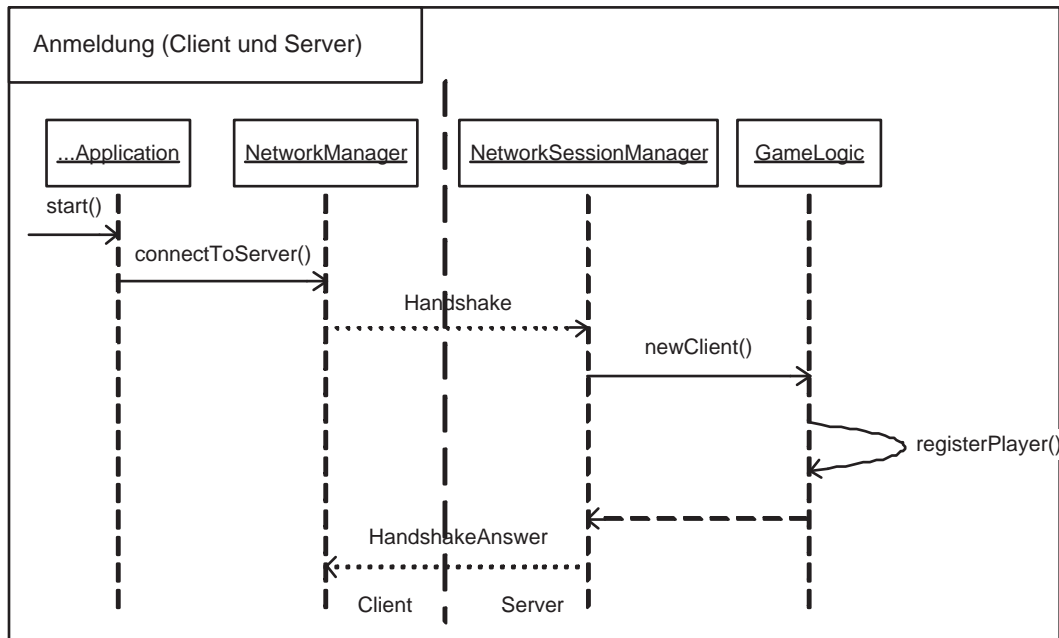 Anmeldung (Client und Server)
...Application
NetworkManager
NetworkSessionManager
GameLogic
start()
connectToServer()
Handshake
newClient()
registerPlayer()
HandshakeAnswer
Client
Server